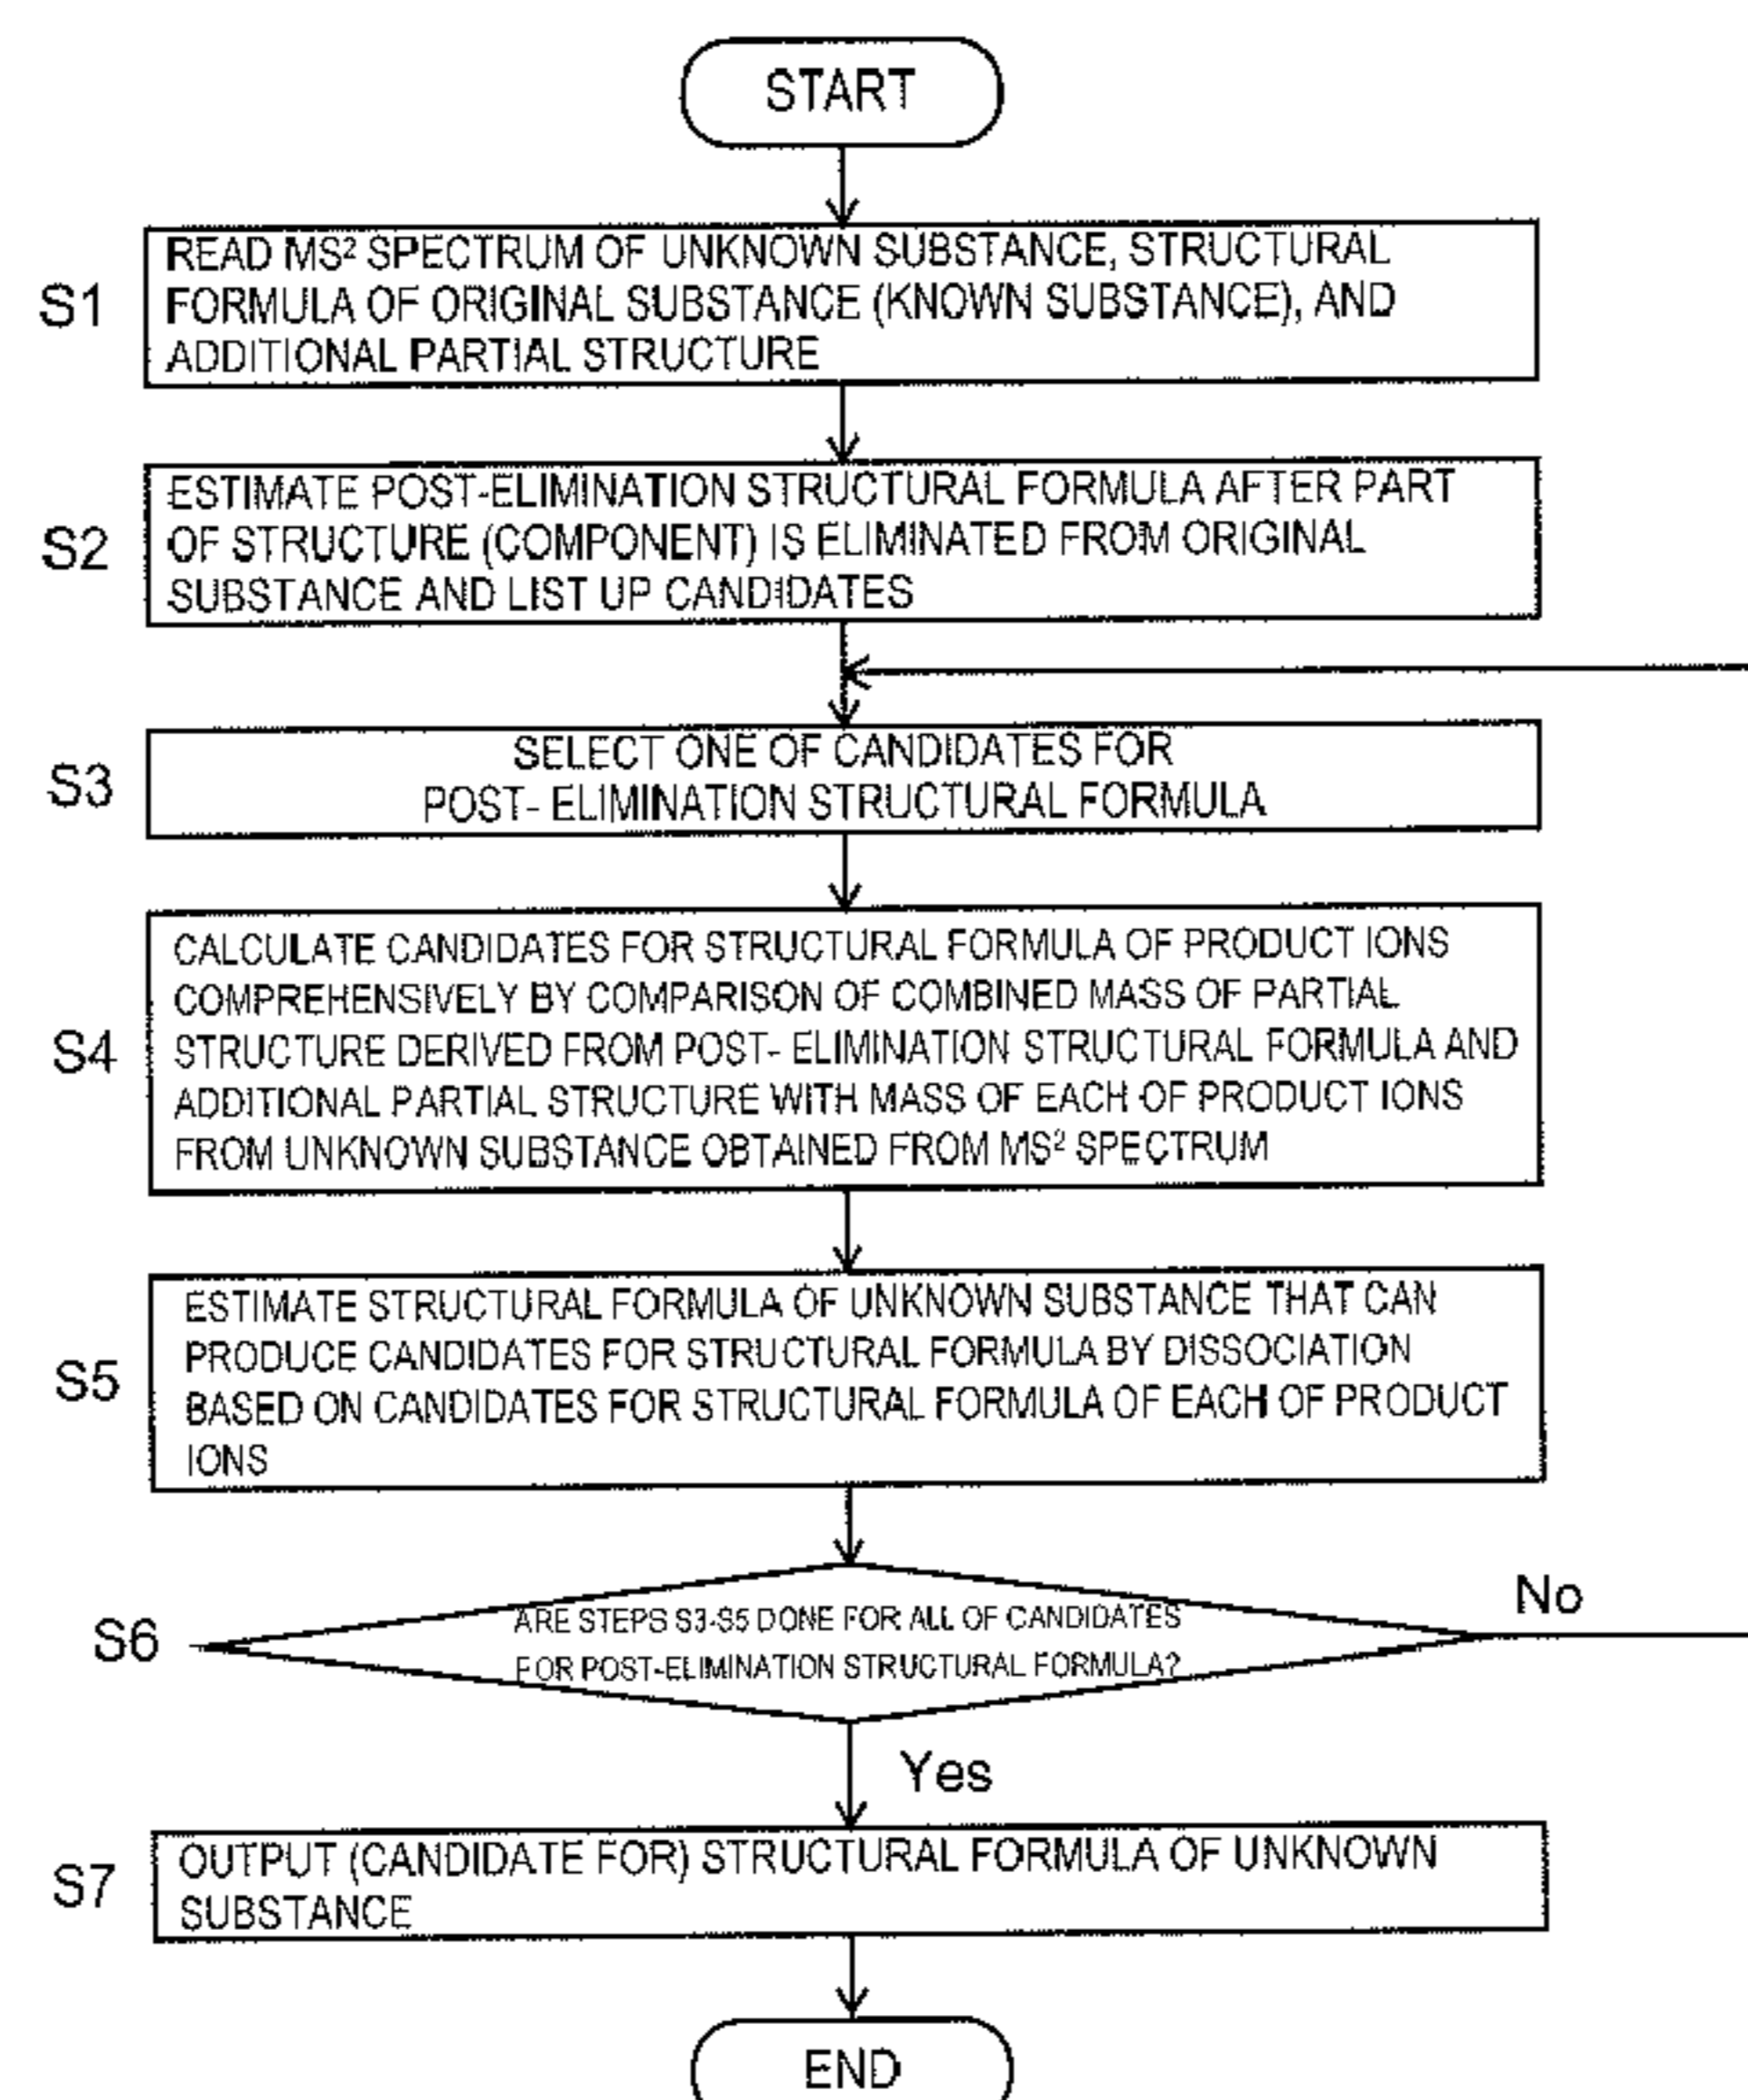 START
S1
READ MS² SPECTRUM OF UNKNOWN SUBSTANCE, STRUCTURAL
FORMULA OF ORIGINAL SUBSTANCE (KNOWN SUBSTANCE), AND
ADDITIONAL PARTIAL STRUCTURE
S2
ESTIMATE POST-ELIMINATION STRUCTURAL FORMULA AFTER PART
OF STRUCTURE (COMPONENT) IS ELIMINATED FROM ORIGINAL
SUBSTANCE AND LIST UP CANDIDATES
S3
SELECT ONE OF CANDIDATES FOR
POST- ELIMINATION STRUCTURAL FORMULA
S4
CALCULATE CANDIDATES FOR STRUCTURAL FORMULA OF PRODUCT IONS
COMPREHENSIVELY BY COMPARISON OF COMBINED MASS OF PARTIAL
STRUCTURE DERIVED FROM POST- ELIMINATION STRUCTURAL FORMULA AND
ADDITIONAL PARTIAL STRUCTURE WITH MASS OF EACH OF PRODUCT IONS
FROM UNKNOWN SUBSTANCE OBTAINED FROM MS² SPECTRUM
S5
ESTIMATE STRUCTURAL FORMULA OF UNKNOWN SUBSTANCE THAT CAN
PRODUCE CANDIDATES FOR STRUCTURAL FORMULA BY DISSOCIATION
BASED ON CANDIDATES FOR STRUCTURAL FORMULA OF EACH OF PRODUCT
IONS
S6
ARE STEPS S3-S5 DONE FOR ALL OF CANDIDATES
FOR POST-ELIMINATION STRUCTURAL FORMULA?
No
Yes
S7
OUTPUT (CANDIDATE FOR) STRUCTURAL FORMULA OF UNKNOWN
SUBSTANCE
END